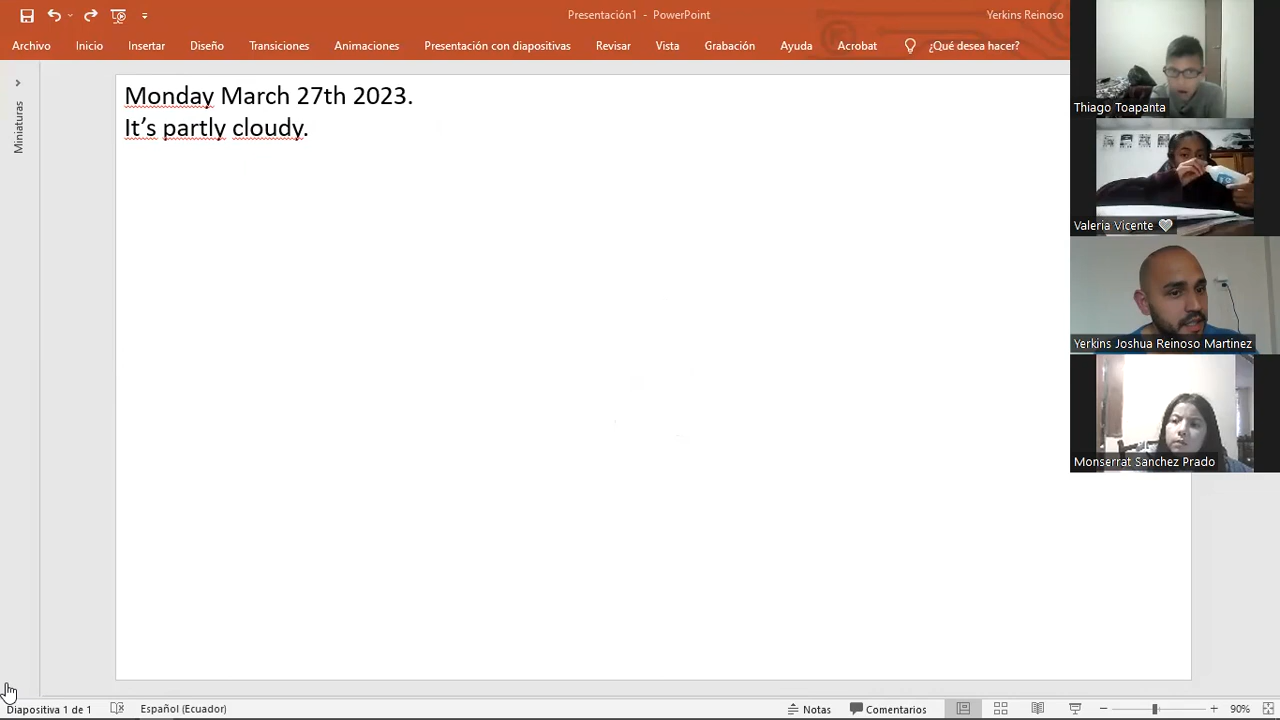 Presentación1 - PowerPoint
Yerkins Reinoso
Archivo
Inicio
Insertar
Diseño
Transiciones
Animaciones
Presentación con diapositivas
Revisar
Vista
Grabación
Ayuda
Acrobat
¿Qué desea hacer?
Miniaturas
Monday March 27th 2023.
It's partly cloudy.
Thiago Toapanta
Valeria Vicente
Yerkins Joshua Reinoso Martinez
Monserrat Sanchez Prado
Diapositiva 1 de 1
Español (Ecuador)
Notas
Comentarios
90%